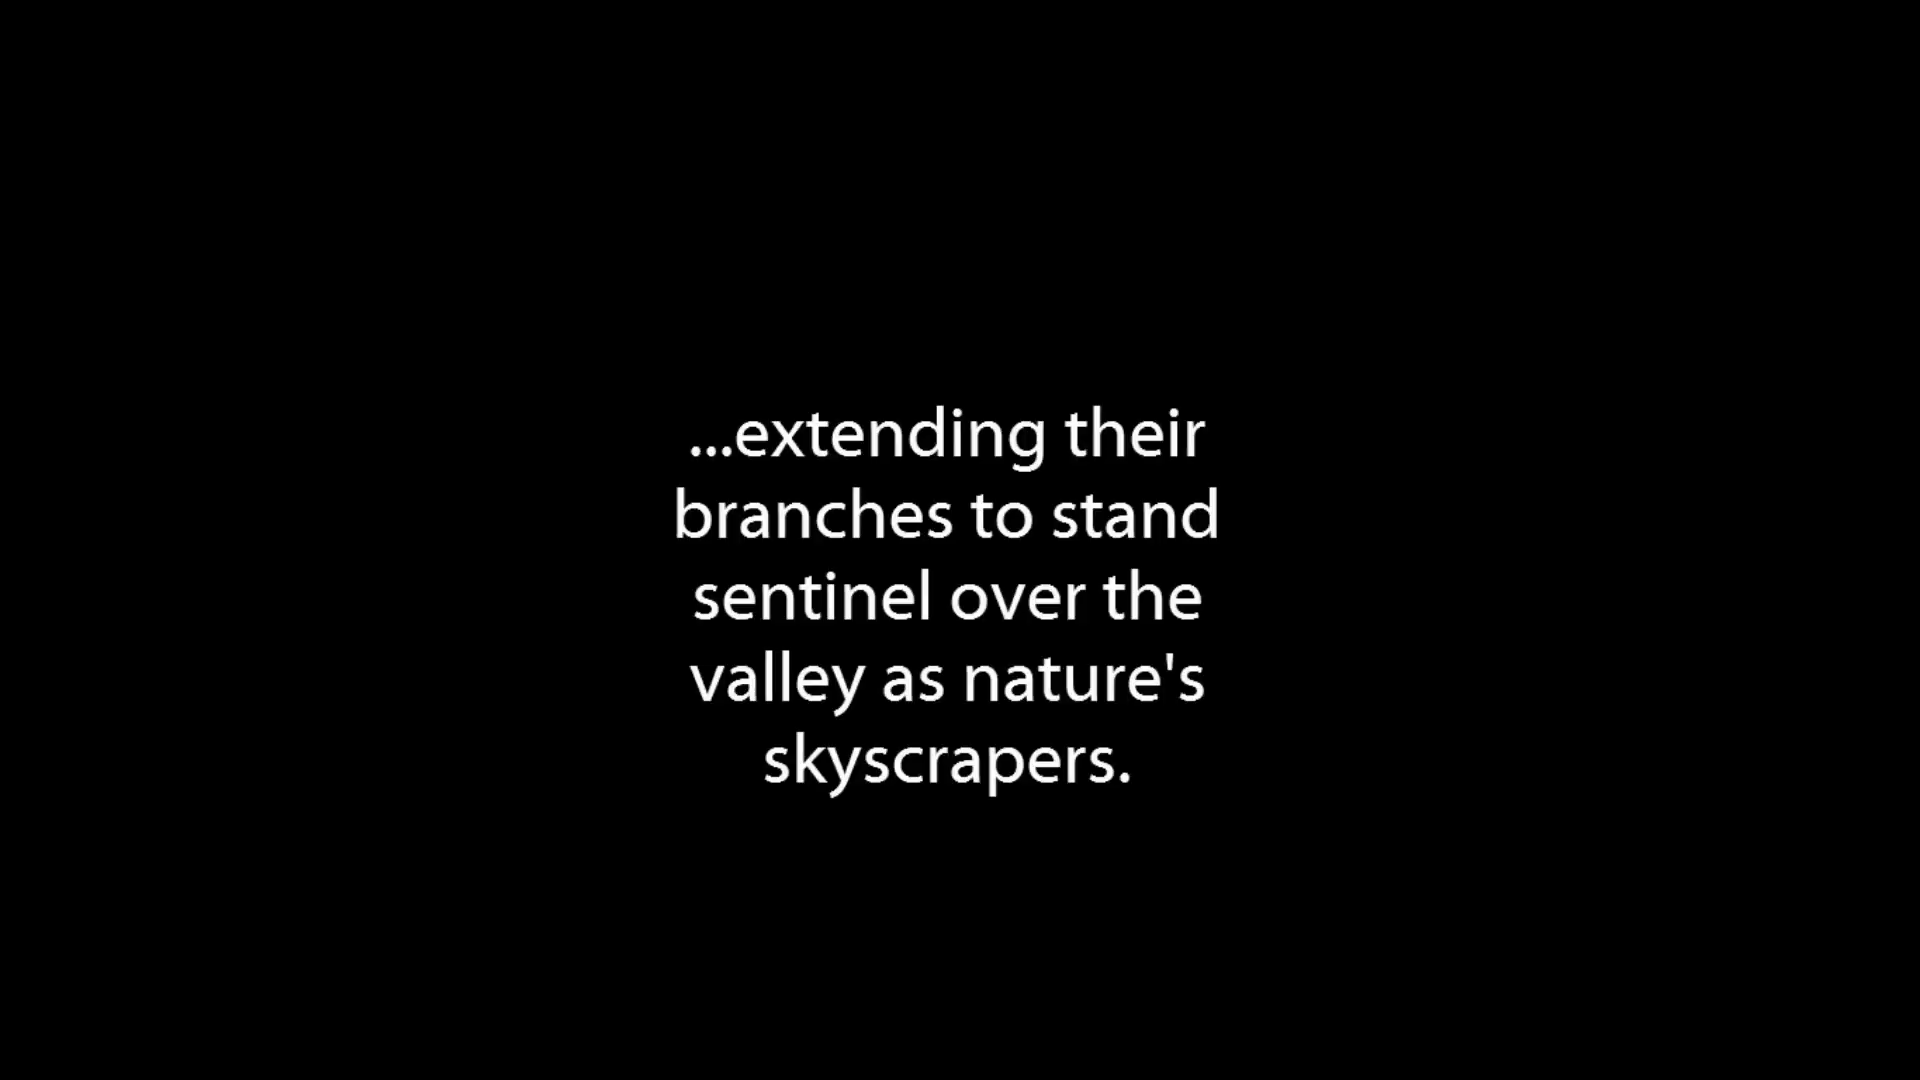 ...extending their
branches to stand
sentinel over the
valley as nature's
skyscrapers.